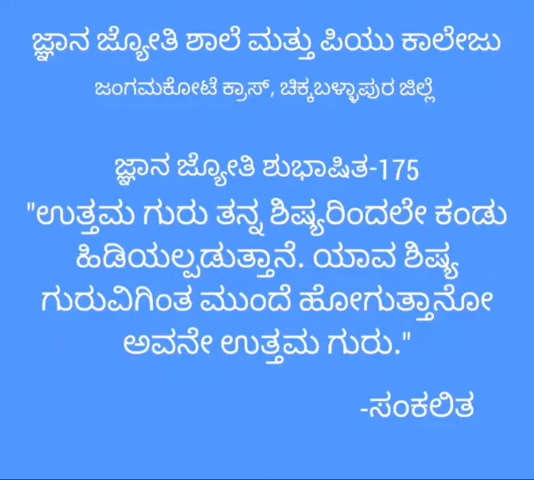 ಜ್ಞಾನ ಜ್ಯೋತಿ ಶಾಲೆ ಮತ್ತು ಪಿಯು ಕಾಲೇಜು
ಜಂಗಮಕೋಟೆ ಕ್ರಾಸ್, ಚಿಕ್ಕಬಳ್ಳಾಪುರ ಜಿಲ್ಲೆ
ಜ್ಞಾನ ಜ್ಯೋತಿ ಶುಭಾಷಿತ-175
"ಉತ್ತಮ ಗುರು ತನ್ನ ಶಿಷ್ಯರಿಂದಲೇ ಕಂಡು
ಹಿಡಿಯಲ್ಪಡುತ್ತಾನೆ. ಯಾವ ಶಿಷ್ಯ
ಗುರುವಿಗಿಂತ ಮುಂದೆ ಹೋಗುತ್ತಾನೋ
ಅವನೇ ಉತ್ತಮ ಗುರು."
-ಸಂಕಲಿತ